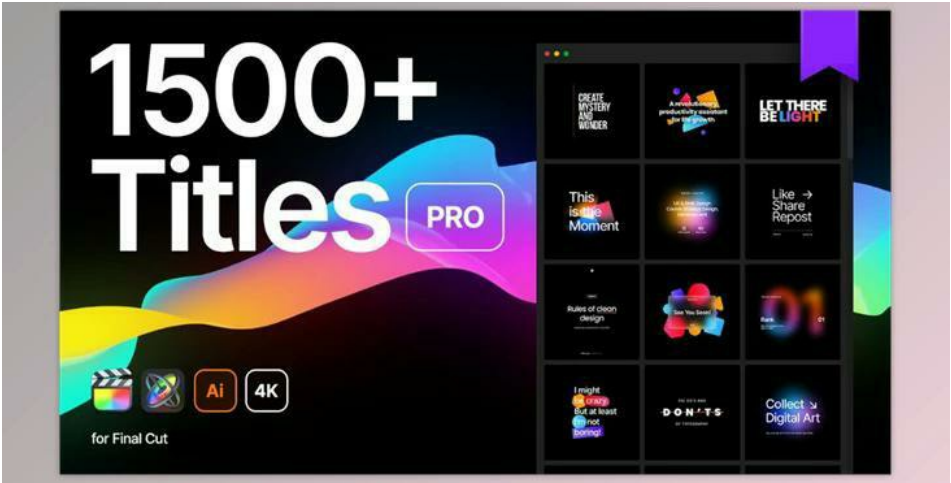 1500+
Titles
PRO
Ai
4K
for Final Cut
CREATE
MYSTERY
AND
WONDER
A revolutionary,
productivity assistant
for life growth
LET THERE
BE LIGHT
This
is the
Moment
Like →
Share
Repost
Rules of clean
design
See You Soon!
01
Rank
01
I might
be crazy.
But at least
I'm not
boring!
DON'TS
Collect ↘
Digital Art